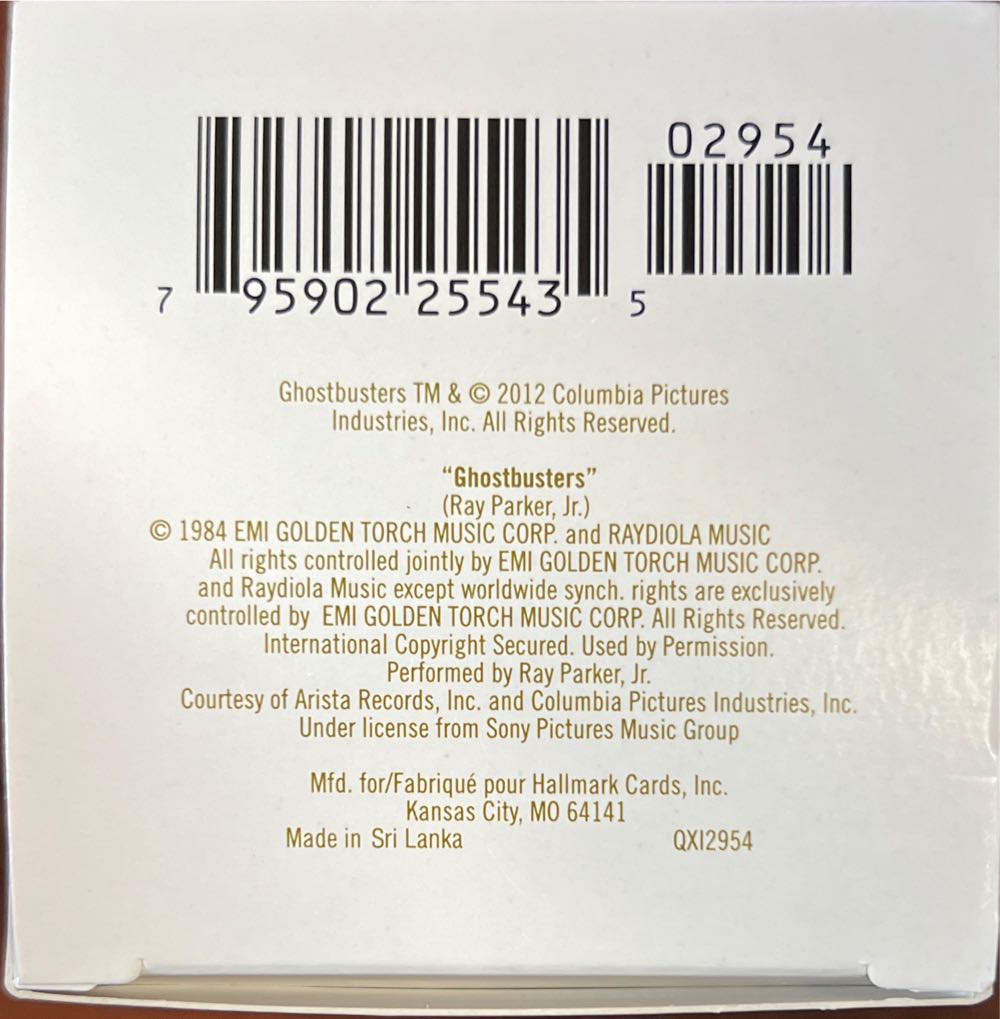 02954
7 95902 25543 5
Ghostbusters TM & © 2012 Columbia Pictures
Industries, Inc. All Rights Reserved.
“Ghostbusters”
(Ray Parker, Jr.)
© 1984 EMI GOLDEN TORCH MUSIC CORP. and RAYDIOLA MUSIC
All rights controlled jointly by EMI GOLDEN TORCH MUSIC CORP.
and Raydiola Music except worldwide synch. rights are exclusively
controlled by EMI GOLDEN TORCH MUSIC CORP. All Rights Reserved.
International Copyright Secured. Used by Permission.
Performed by Ray Parker, Jr.
Courtesy of Arista Records, Inc. and Columbia Pictures Industries, Inc.
Under license from Sony Pictures Music Group
Mfd. for/Fabriqué pour Hallmark Cards, Inc.
Kansas City, MO 64141
Made in Sri Lanka QXI2954